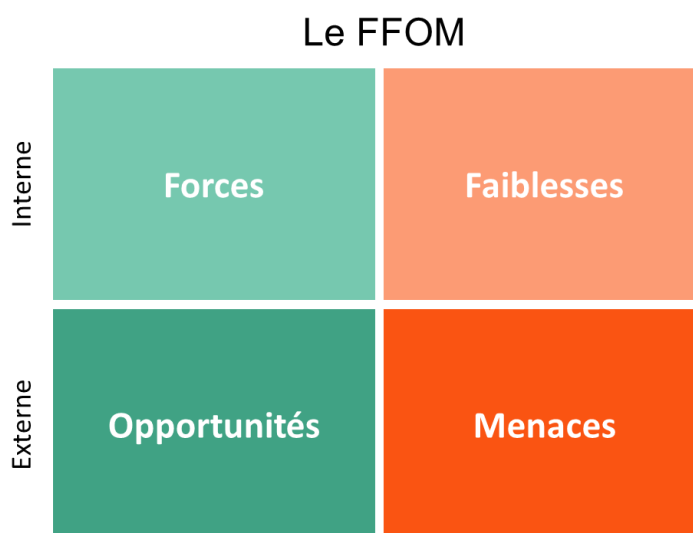 Le FFOM
Interne
Forces
Faiblesses
Externe
Opportunités
Menaces